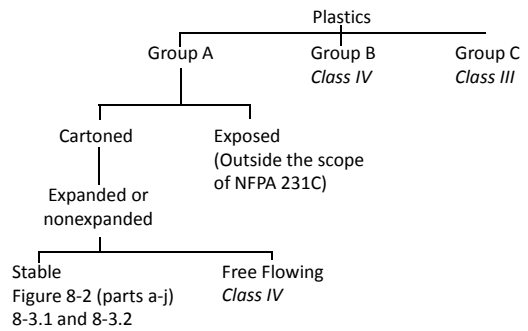 Plastics
Group A
Group B
Class IV
Group C
Class III
Cartoned
Exposed
(Outside the scope
of NFPA 231C)
Expanded or
nonexpanded
Stable
Figure 8-2 (parts a-j)
8-3.1 and 8-3.2
Free Flowing
Class IV